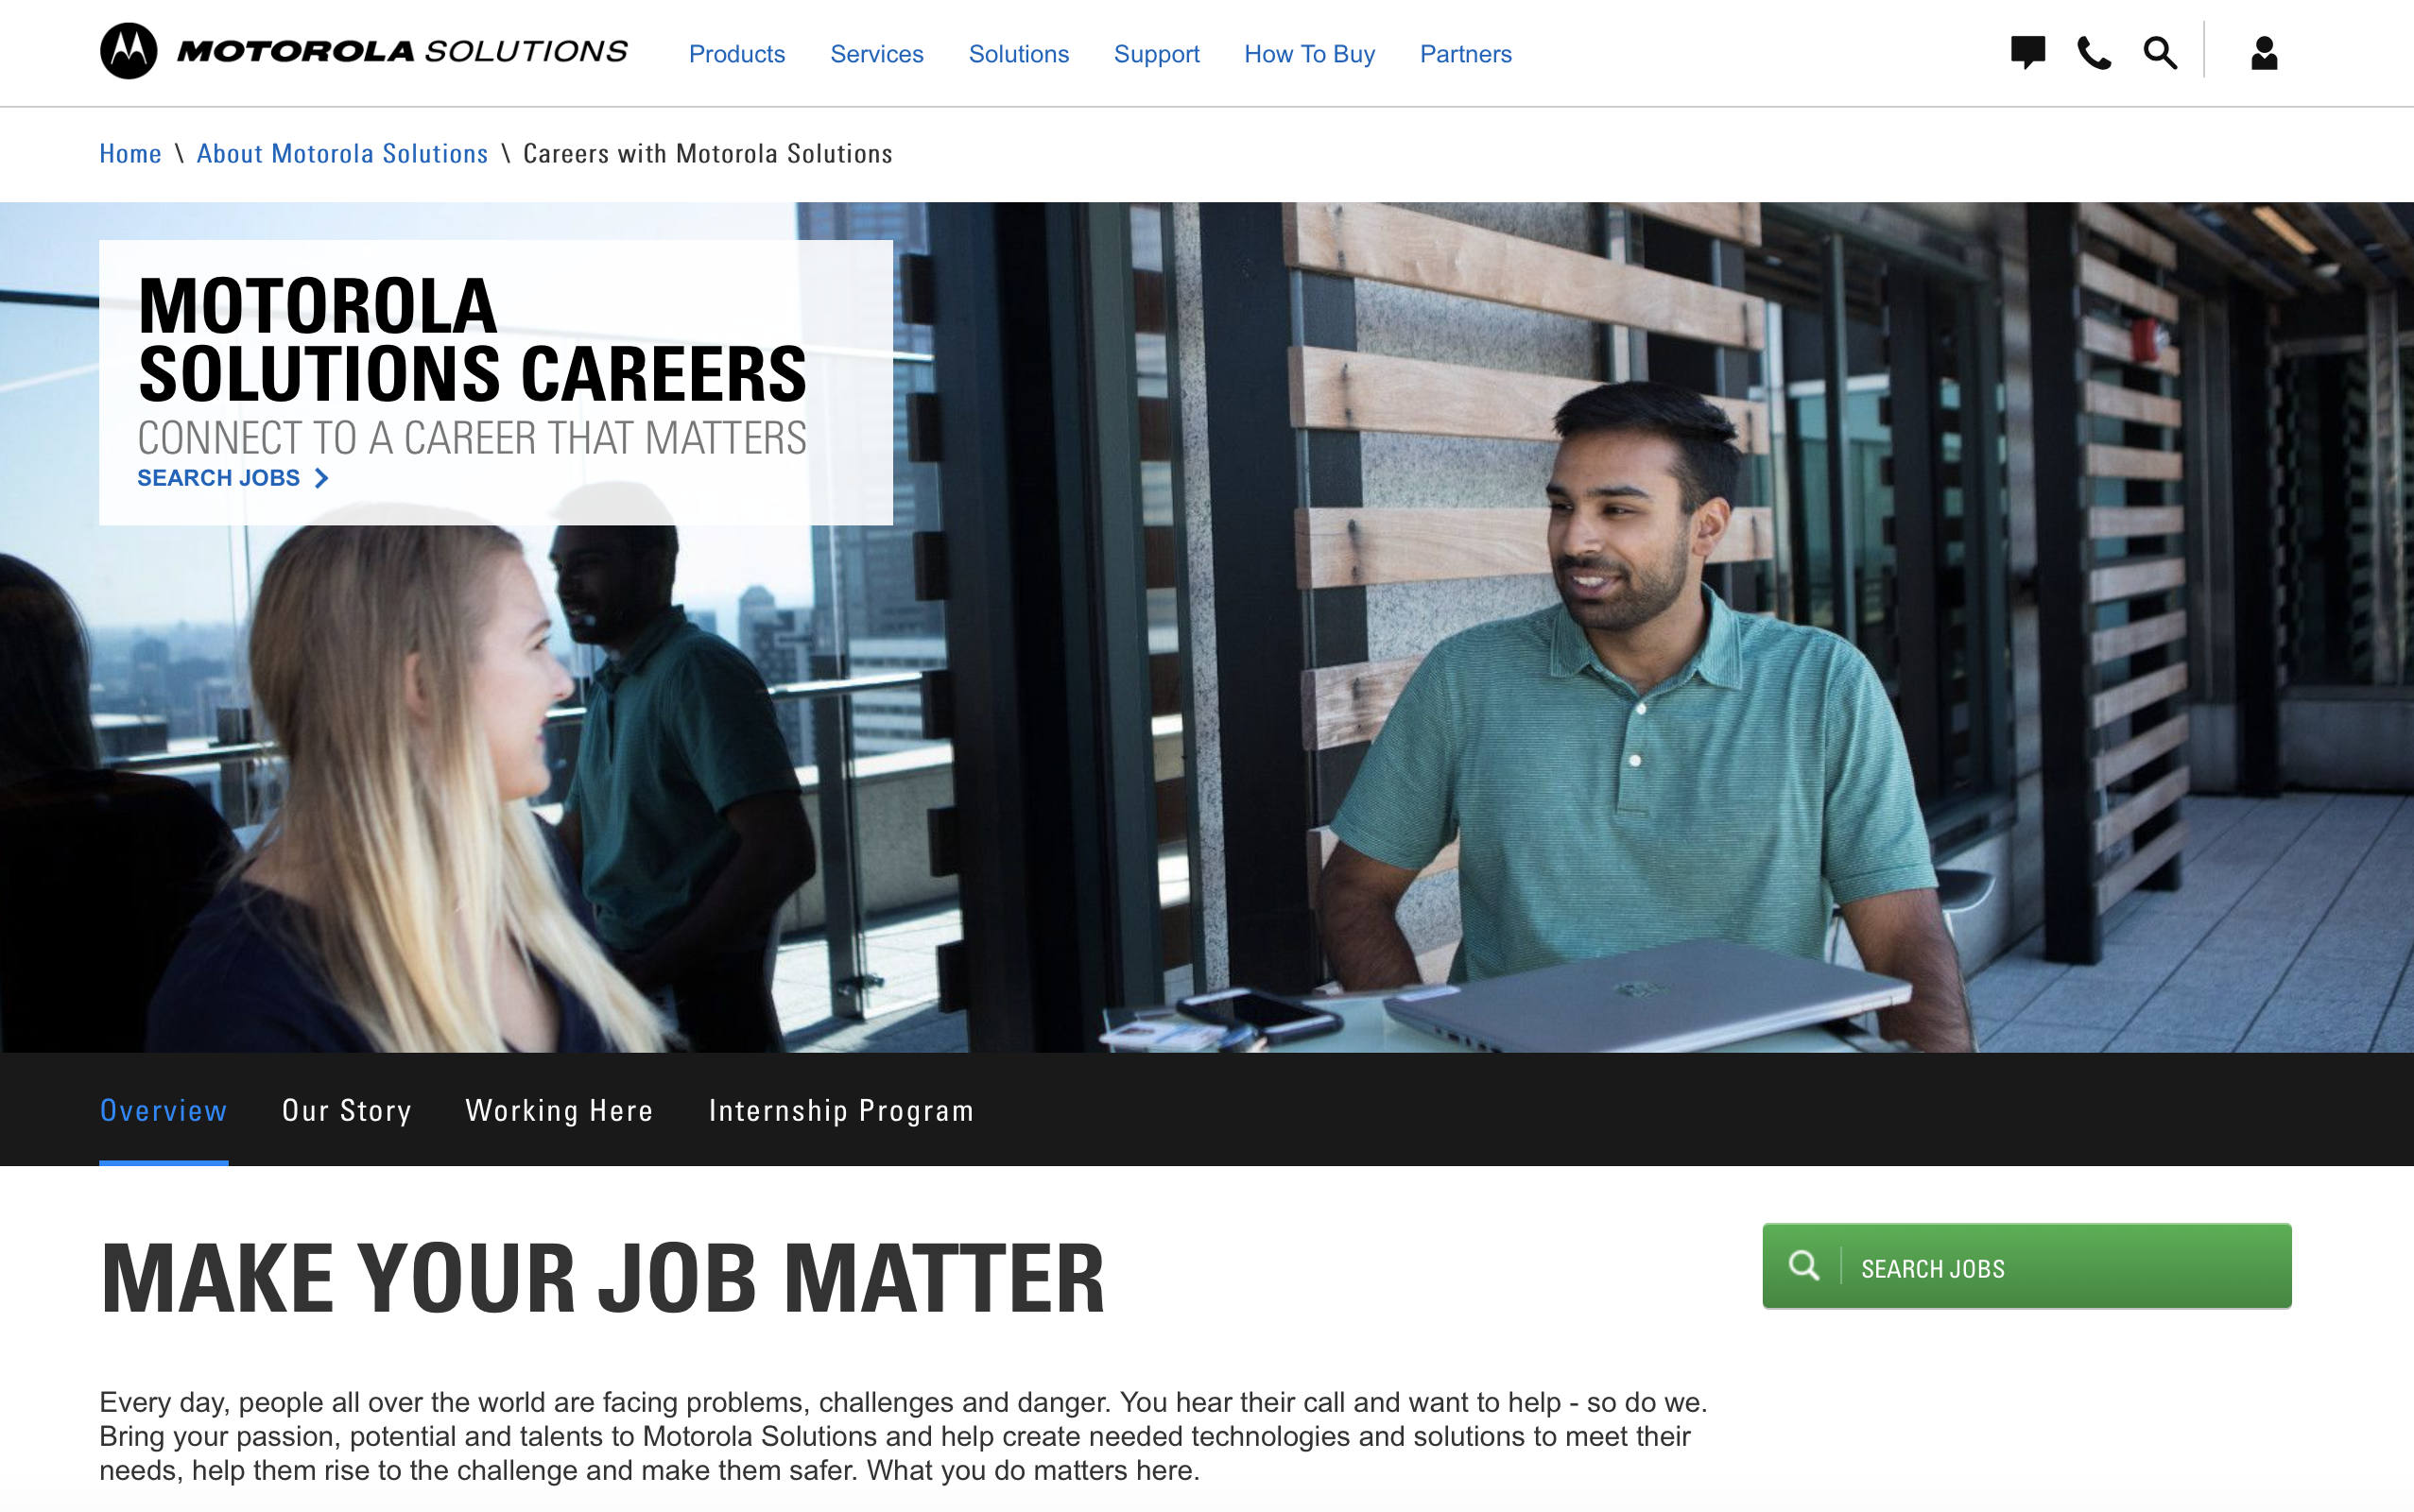 MOTOROLA SOLUTIONS
Products Services Solutions Support How To Buy Partners
Home \ About Motorola Solutions \ Careers with Motorola Solutions
MOTOROLA
SOLUTIONS CAREERS
CONNECT TO A CAREER THAT MATTERS
SEARCH JOBS
Overview Our Story Working Here Internship Program
MAKE YOUR JOB MATTER
SEARCH JOBS
Every day, people all over the world are facing problems, challenges and danger. You hear their call and want to help - so do we.
Bring your passion, potential and talents to Motorola Solutions and help create needed technologies and solutions to meet their
needs, help them rise to the challenge and make them safer. What you do matters here.